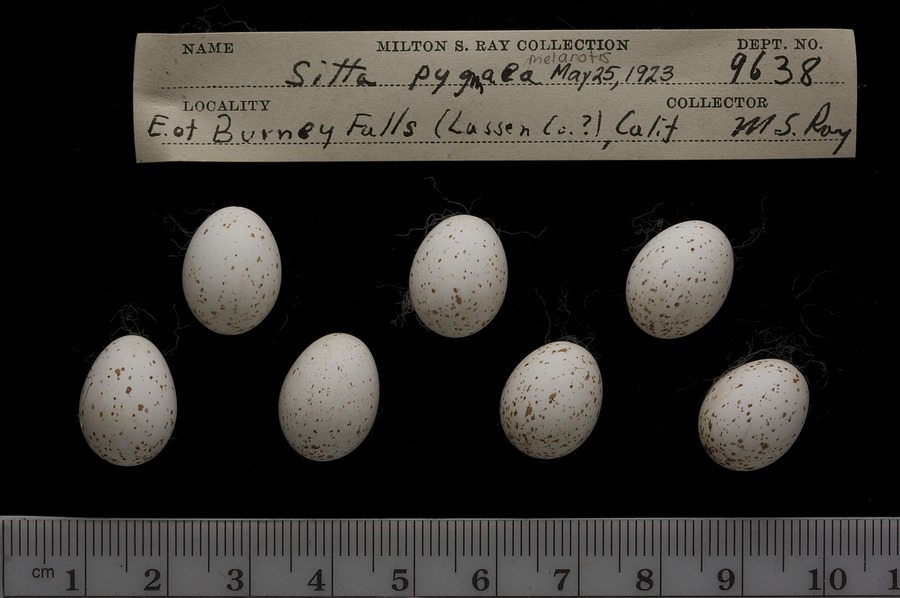 NAME MILTON S. RAY COLLECTION DEPT. NO.
melanotis
Sitta pygmaea May 25, 1923 9638
LOCALITY COLLECTOR
E. of Burney Falls (Lassen Co.?), Calif M. S. Ray
cm 1 2 3 4 5 6 7 8 9 10 1